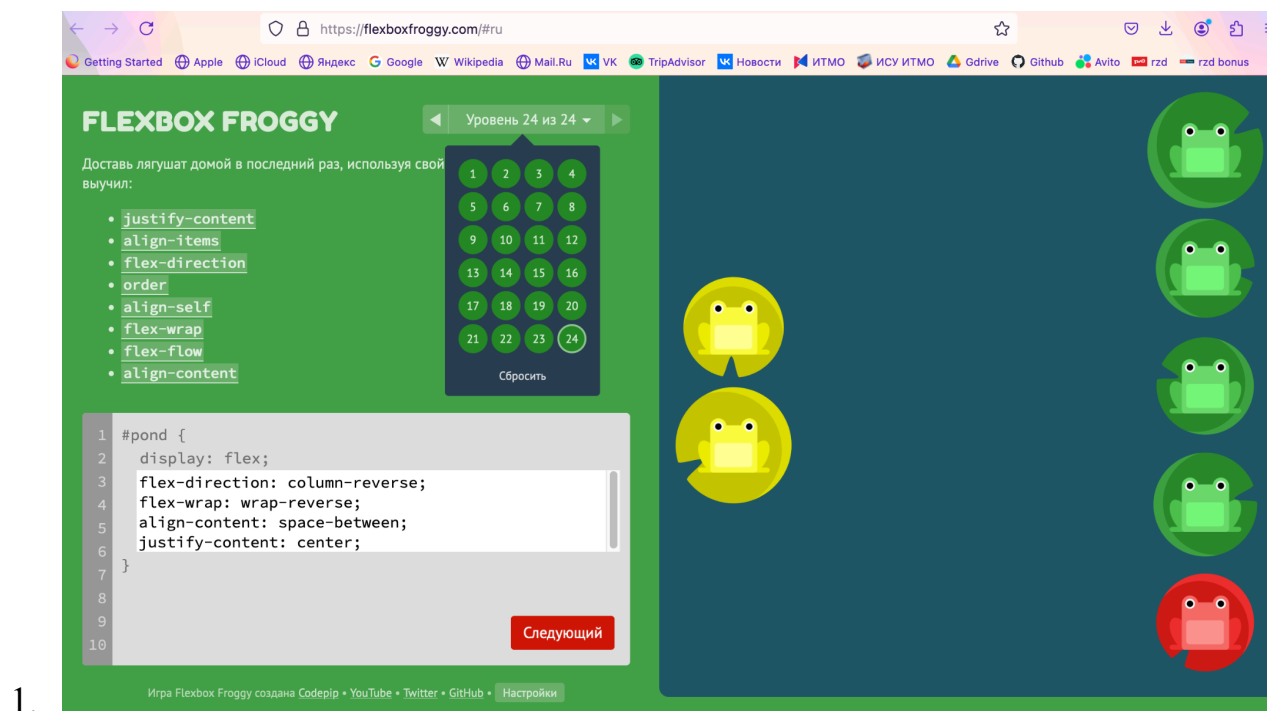 https://flexboxfroggy.com/#ru
Getting Started Apple iCloud Яндекс Google Wikipedia Mail.Ru VK TripAdvisor Новости ИТМО ИСУ ИТМО Gdrive Github Avito rzd rzd bonus
FLEXBOX FROGGY
Уровень 24 из 24
Доставь лягушат домой в последний раз, используя свой
выучил:
justify-content
align-items
flex-direction
order
align-self
flex-wrap
flex-flow
align-content
1 2 3 4
5 6 7 8
9 10 11 12
13 14 15 16
17 18 19 20
21 22 23 24
Сбросить
1 #pond {
2 display: flex;
3 flex-direction: column-reverse;
4 flex-wrap: wrap-reverse;
5 align-content: space-between;
6 justify-content: center;
7 }
8
9
10
Следующий
Игра Flexbox Froggy создана Codepip • YouTube • Twitter • GitHub • Настройки
1.